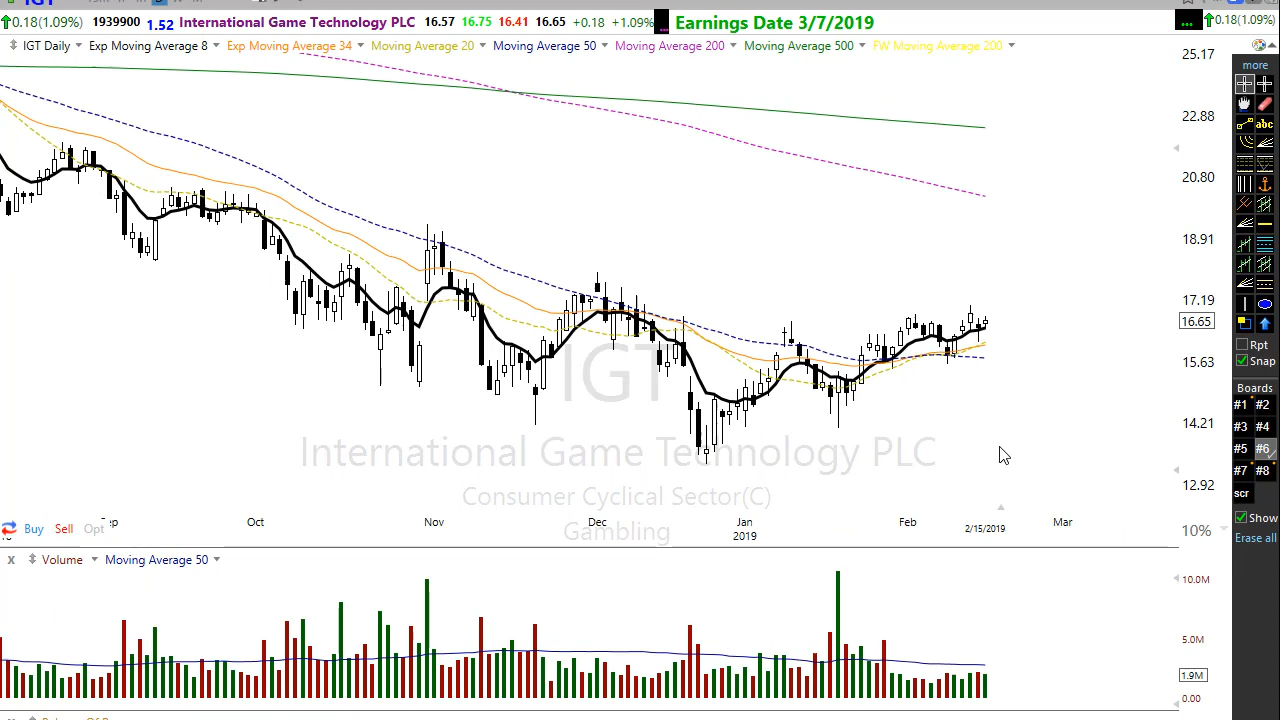 IGT
0.18(1.09%) 1939900 1.52 International Game Technology PLC 16.57 16.75 16.41 16.65 +0.18 +1.09% Earnings Date 3/7/2019 ... 0.18(1.09%)
IGT Daily Exp Moving Average 8 Exp Moving Average 34 Moving Average 20 Moving Average 50 Moving Average 200 Moving Average 500 FW Moving Average 200
25.17
more
22.88
abc
20.80
18.91
17.19
16.65
Rpt
15.63
Snap
IGT
Boards
#1 #2
14.21
#3 #4
International Game Technology PLC
#5 #6
#7 #8
12.92
scr
Consumer Cyclical Sector(C)
Show
Oct Nov Dec Jan Feb Mar
Buy Sell Opt
2019 2/15/2019
Gambling
10%
Erase all
x Volume Moving Average 50
10.0M
5.0M
1.9M
0.00